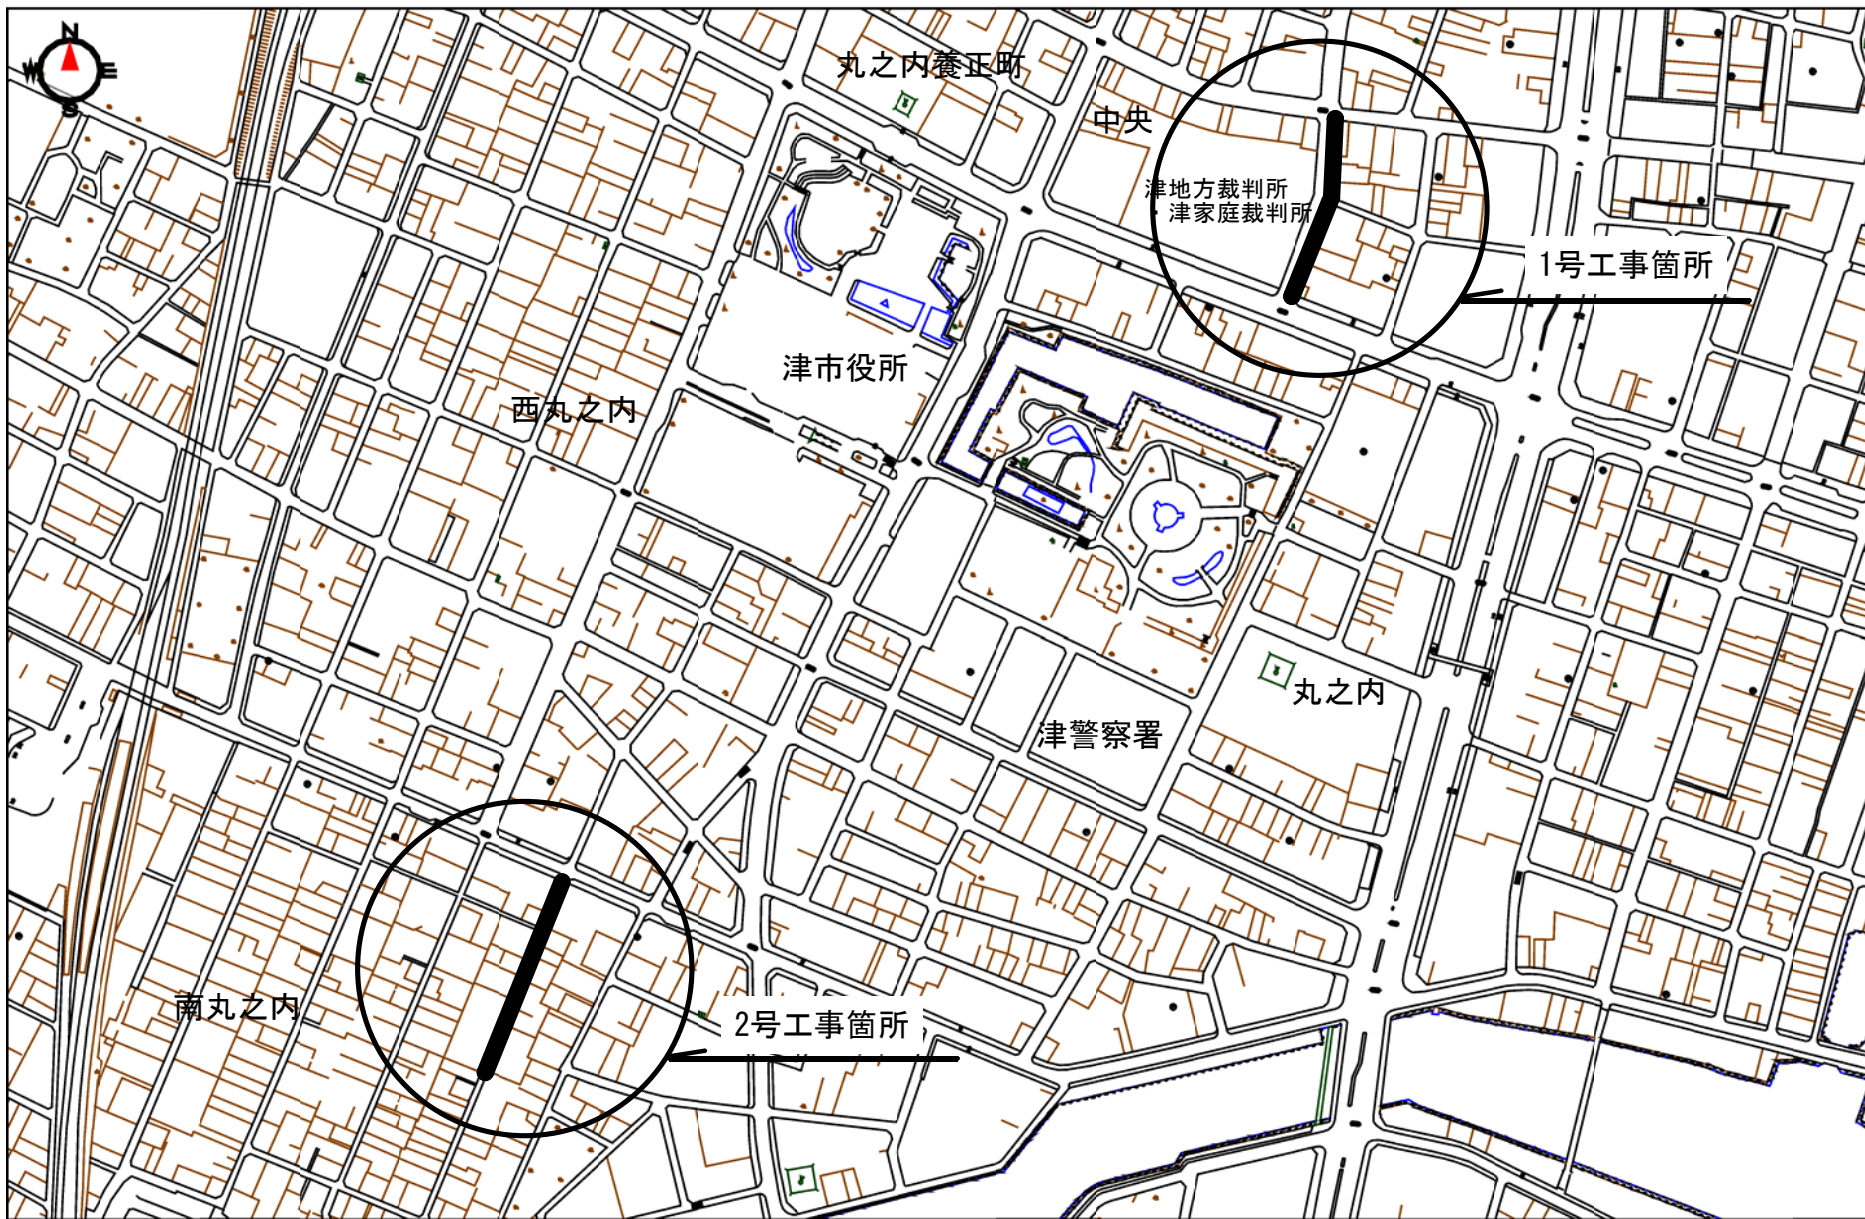 N
W
E
S
丸之内養正町
中央
津地方裁判所
・津家庭裁判所
1号工事箇所
津市役所
西丸之内
丸之内
津警察署
南丸之内
2号工事箇所